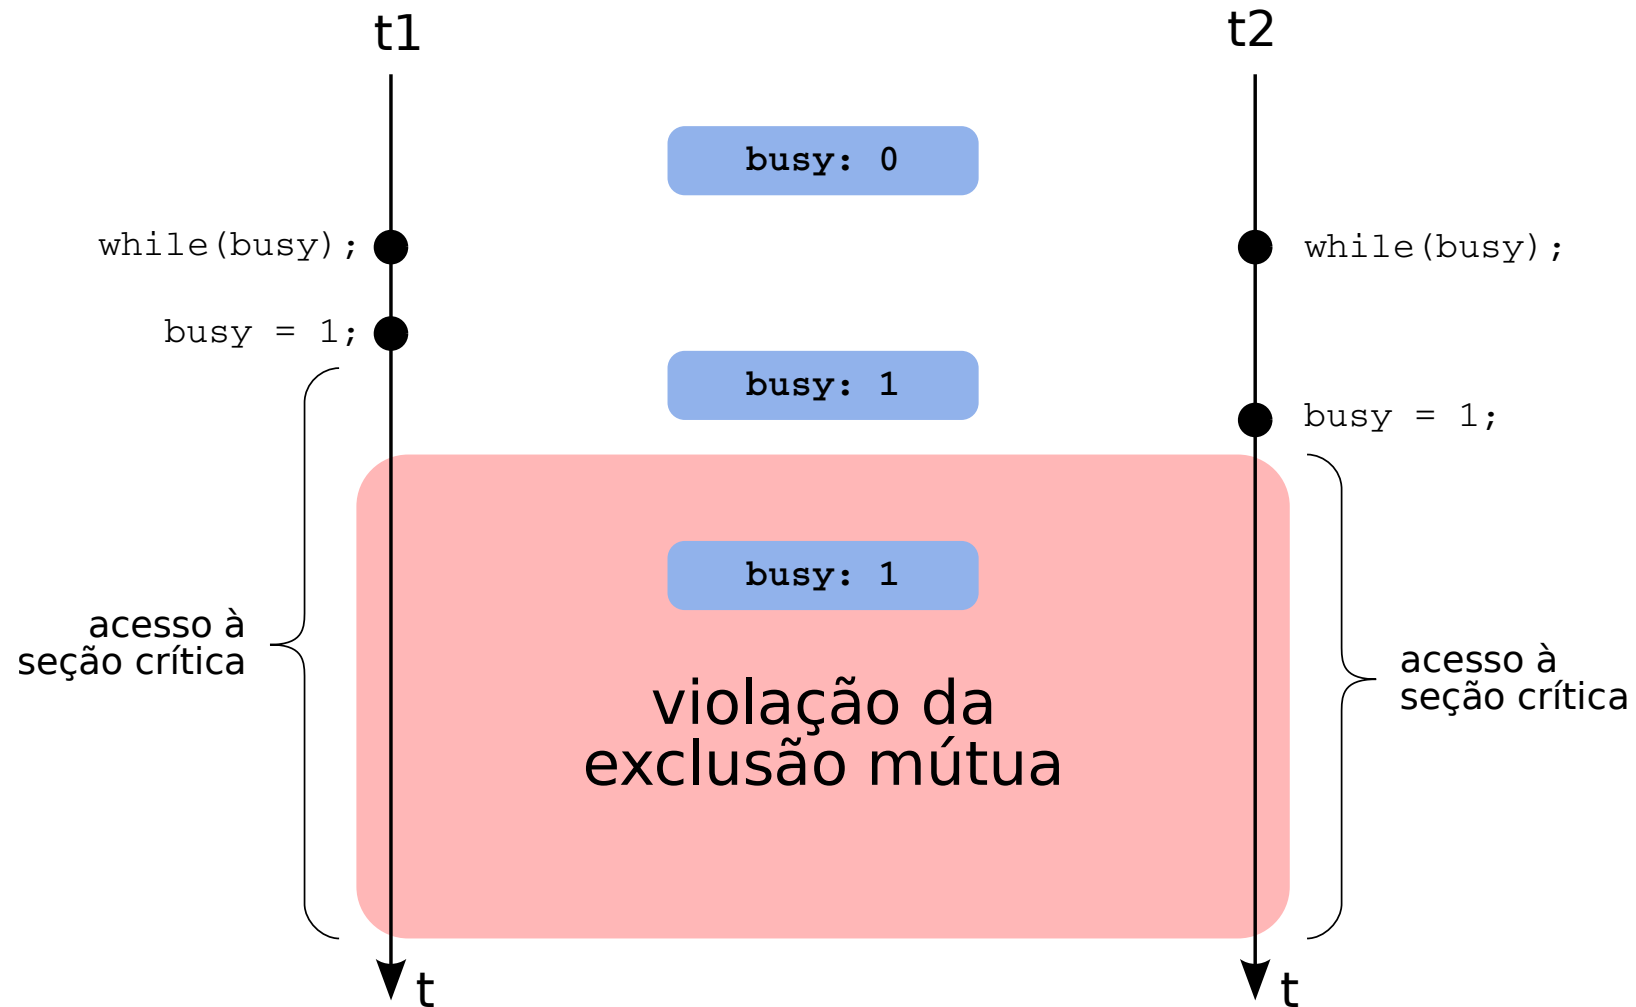 t1
t2
busy: 0
while(busy);
while(busy);
busy = 1;
busy: 1
busy = 1;
busy: 1
acesso à
seção crítica
acesso à
seção crítica
violação da
exclusão mútua
t
t